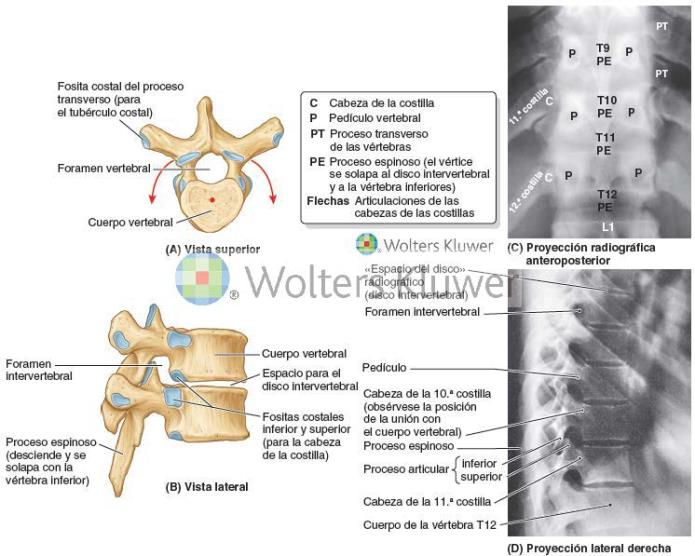 Fosita costal del proceso
transverso (para
el tubérculo costal)
Foramen vertebral
Cuerpo vertebral
(A) Vista superior
C Cabeza de la costilla
P Pedículo vertebral
PT Proceso transverso
de las vértebras
PE Proceso espinoso (el vértice
se solapa al disco intervertebral
y a la vértebra inferiores)
Flechas Articulaciones de las
cabezas de las costillas
PT
P T9 P
PE
PT
11.ª costilla
C
P T10 P
PE
T11
PE
12.ª costilla
C
P P
T12
PE
L1
(C) Proyección radiográfica
anteroposterior
Wolters Kluwer
® Wolters Kluwer
Foramen
intervertebral
Proceso espinoso
(desciende y se
solapa con la
vértebra inferior)
Cuerpo vertebral
Espacio para el
disco intervertebral
Fositas costales
inferior y superior
(para la cabeza
de la costilla)
(B) Vista lateral
«Espacio del disco»
radiográfico
(disco intervertebral)
Foramen intervertebral
Pedículo
Cabeza de la 10.ª costilla
(obsérvese la posición
de la unión con
el cuerpo vertebral)
Proceso espinoso
Proceso articular { inferior
superior
Cabeza de la 11.ª costilla
Cuerpo de la vértebra T12
(D) Proyección lateral derecha